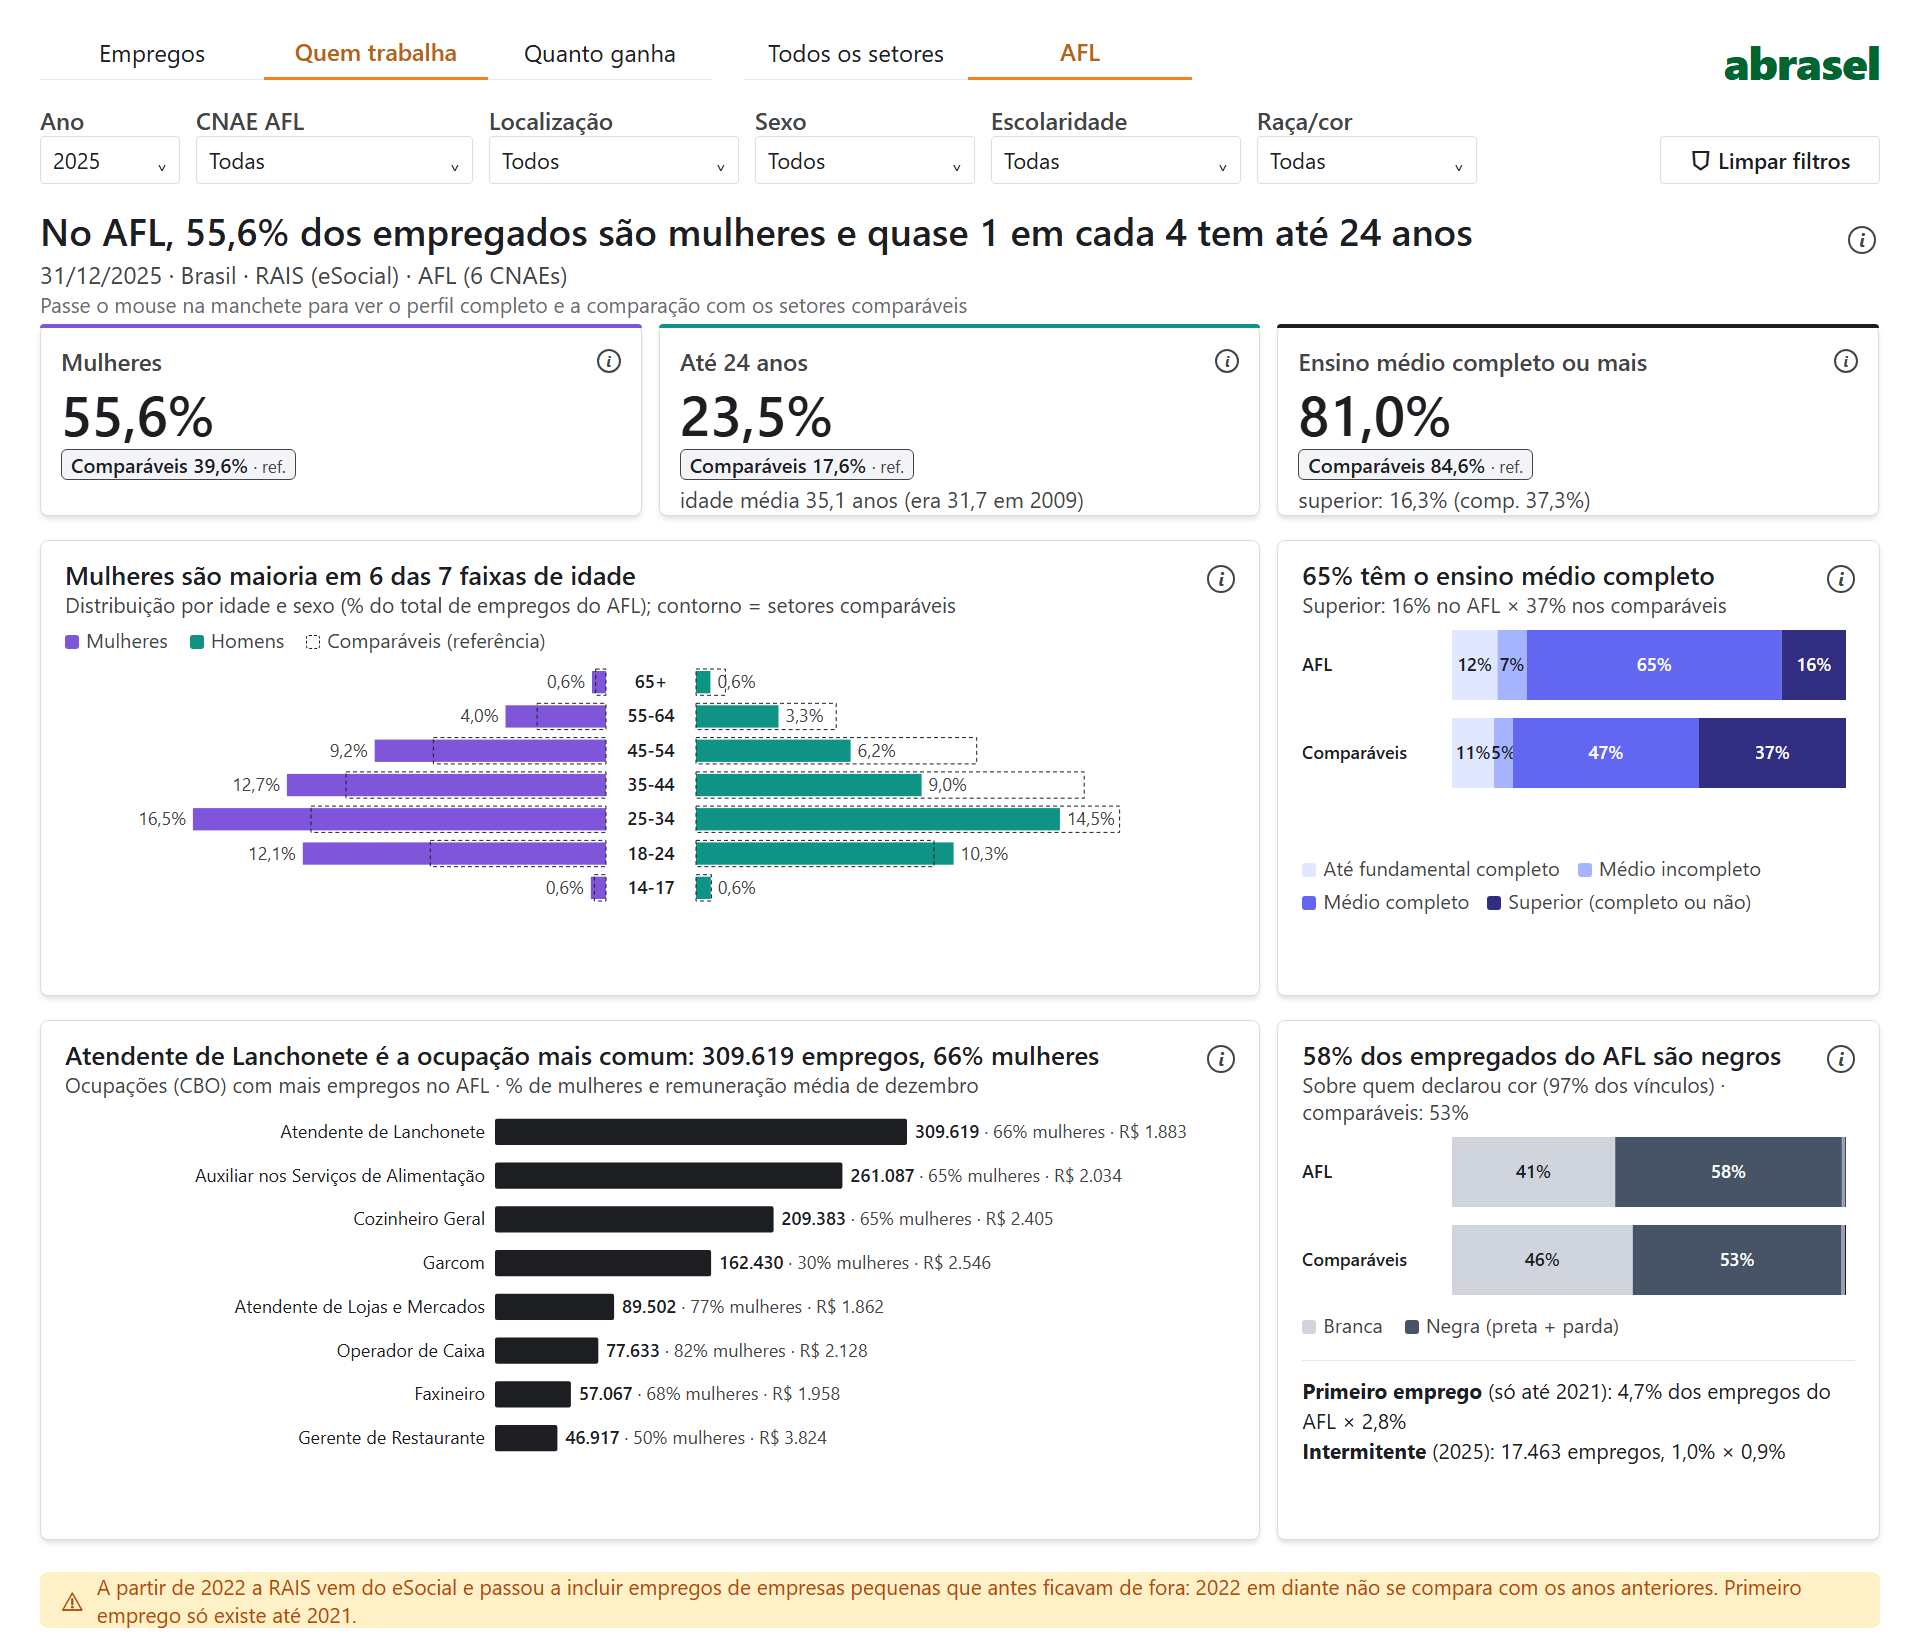 Empregos
Quem trabalha
Quanto ganha
Todos os setores
AFL
abrasel
Ano
CNAE AFL
Localização
Sexo
Escolaridade
Raça/cor
2025
Todas
Todos
Todos
Todas
Todas
Limpar filtros
No AFL, 55,6% dos empregados são mulheres e quase 1 em cada 4 tem até 24 anos
31/12/2025 · Brasil · RAIS (eSocial) · AFL (6 CNAEs)
Passe o mouse na manchete para ver o perfil completo e a comparação com os setores comparáveis
Mulheres
55,6%
Comparáveis 39,6% · ref.
Até 24 anos
23,5%
Comparáveis 17,6% · ref.
idade média 35,1 anos (era 31,7 em 2009)
Ensino médio completo ou mais
81,0%
Comparáveis 84,6% · ref.
superior: 16,3% (comp. 37,3%)
Mulheres são maioria em 6 das 7 faixas de idade
Distribuição por idade e sexo (% do total de empregos do AFL); contorno = setores comparáveis
Mulheres Homens Comparáveis (referência)
0,6% 65+ 0,6%
4,0% 55-64 3,3%
9,2% 45-54 6,2%
12,7% 35-44 9,0%
16,5% 25-34 14,5%
12,1% 18-24 10,3%
0,6% 14-17 0,6%
65% têm o ensino médio completo
Superior: 16% no AFL × 37% nos comparáveis
AFL 12% 7% 65% 16%
Comparáveis 11% 5% 47% 37%
Até fundamental completo Médio incompleto
Médio completo Superior (completo ou não)
Atendente de Lanchonete é a ocupação mais comum: 309.619 empregos, 66% mulheres
Ocupações (CBO) com mais empregos no AFL · % de mulheres e remuneração média de dezembro
Atendente de Lanchonete 309.619 · 66% mulheres · R$ 1.883
Auxiliar nos Serviços de Alimentação 261.087 · 65% mulheres · R$ 2.034
Cozinheiro Geral 209.383 · 65% mulheres · R$ 2.405
Garcom 162.430 · 30% mulheres · R$ 2.546
Atendente de Lojas e Mercados 89.502 · 77% mulheres · R$ 1.862
Operador de Caixa 77.633 · 82% mulheres · R$ 2.128
Faxineiro 57.067 · 68% mulheres · R$ 1.958
Gerente de Restaurante 46.917 · 50% mulheres · R$ 3.824
58% dos empregados do AFL são negros
Sobre quem declarou cor (97% dos vínculos) ·
comparáveis: 53%
AFL 41% 58%
Comparáveis 46% 53%
Branca Negra (preta + parda)
Primeiro emprego (só até 2021): 4,7% dos empregos do
AFL × 2,8%
Intermitente (2025): 17.463 empregos, 1,0% × 0,9%
A partir de 2022 a RAIS vem do eSocial e passou a incluir empregos de empresas pequenas que antes ficavam de fora: 2022 em diante não se compara com os anos anteriores. Primeiro
emprego só existe até 2021.